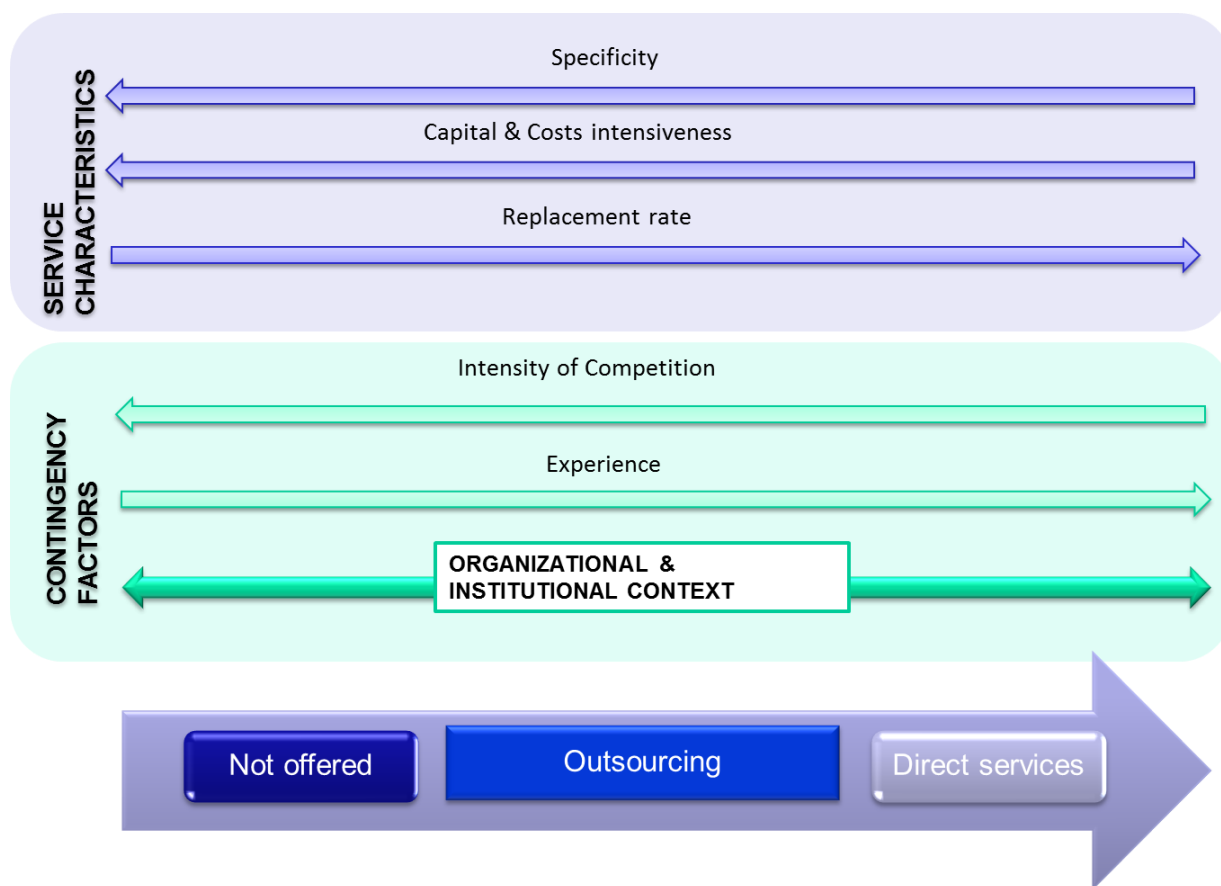 SERVICE
CHARACTERISTICS
Specificity
Capital & Costs intensiveness
Replacement rate
CONTINGENCY
FACTORS
Intensity of Competition
Experience
ORGANIZATIONAL &
INSTITUTIONAL CONTEXT
Not offered
Outsourcing
Direct services